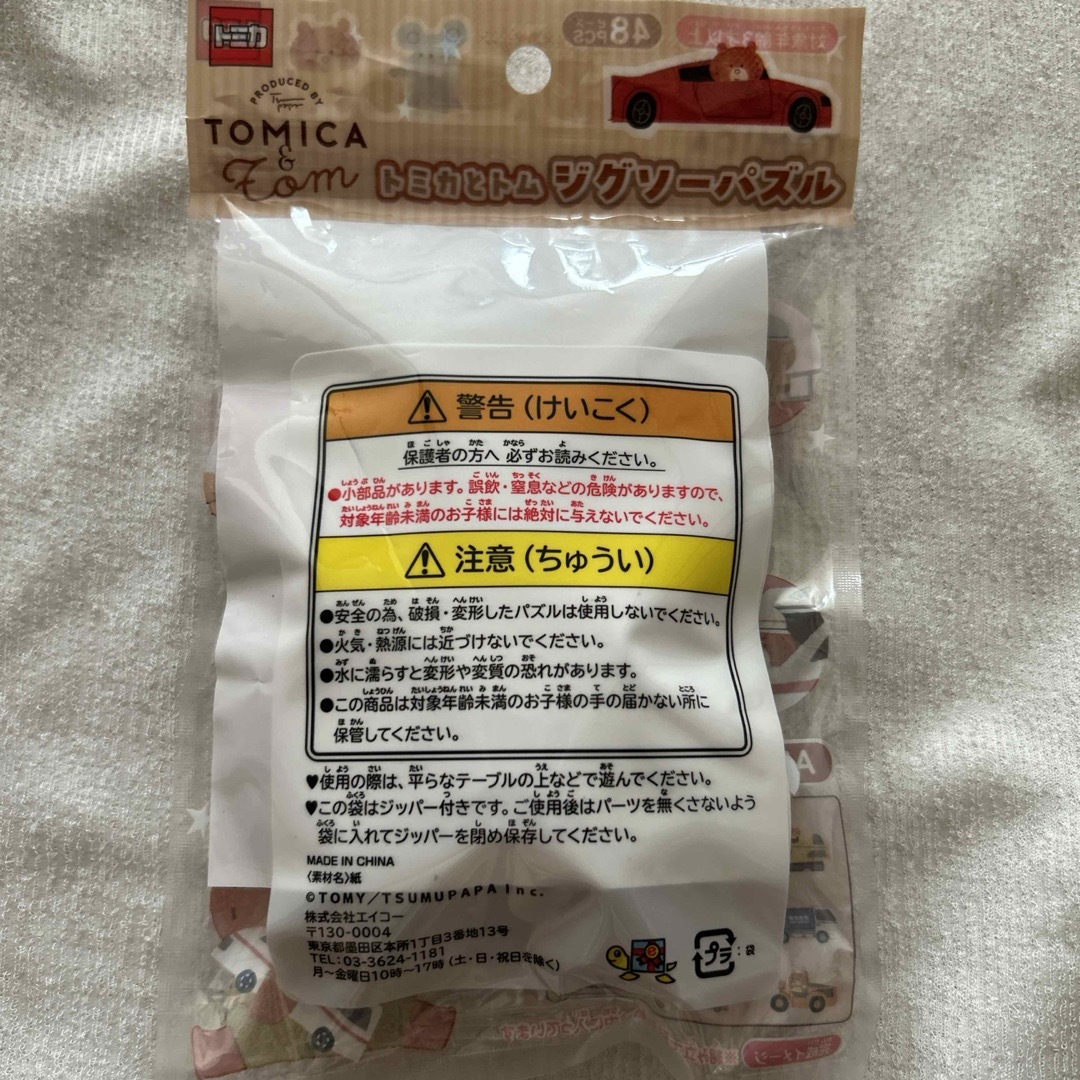 トミカ
48 ピース PCS
対象年齢3才以上
PRODUCED BY
TOMICA
&
Tom
トミカとトム ジグソーパズル
警告(けいこく)
保護者の方へ 必ずお読みください。
●小部品があります。誤飲・窒息などの危険がありますので、
対象年齢未満のお子様には絶対に与えないでください。
注意(ちゅうい)
●安全の為、破損・変形したパズルは使用しないでください。
●火気・熱源には近づけないでください。
●水に濡らすと変形や変質の恐れがあります。
●この商品は対象年齢未満のお子様の手の届かない所に
保管してください。
♥使用の際は、平らなテーブルの上などで遊んでください。
♥この袋はジッパー付きです。ご使用後はパーツを無くさないよう
袋に入れてジッパーを閉め保存してください。
MADE IN CHINA
〈素材名〉紙
©TOMY/TSUMUPAPA Inc.
株式会社エイコー
〒130-0004
東京都墨田区本所1丁目3番地13号
TEL:03-3624-1181
月~金曜日10時~17時(土・日・祝日を除く)
プラ:袋
A